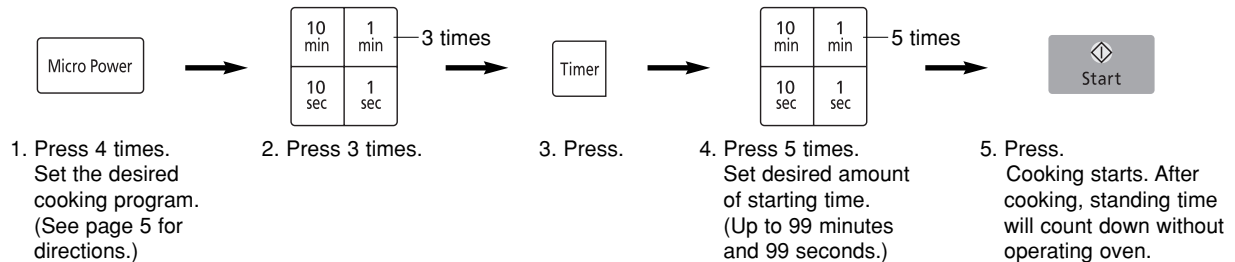 Micro Power
10 min
1 min
10 sec
1 sec
3 times
Timer
10 min
1 min
10 sec
1 sec
5 times
Start
1. Press 4 times.
Set the desired
cooking program.
(See page 5 for
directions.)
2. Press 3 times.
3. Press.
4. Press 5 times.
Set desired amount
of starting time.
(Up to 99 minutes
and 99 seconds.)
5. Press.
Cooking starts. After
cooking, standing time
will count down without
operating oven.